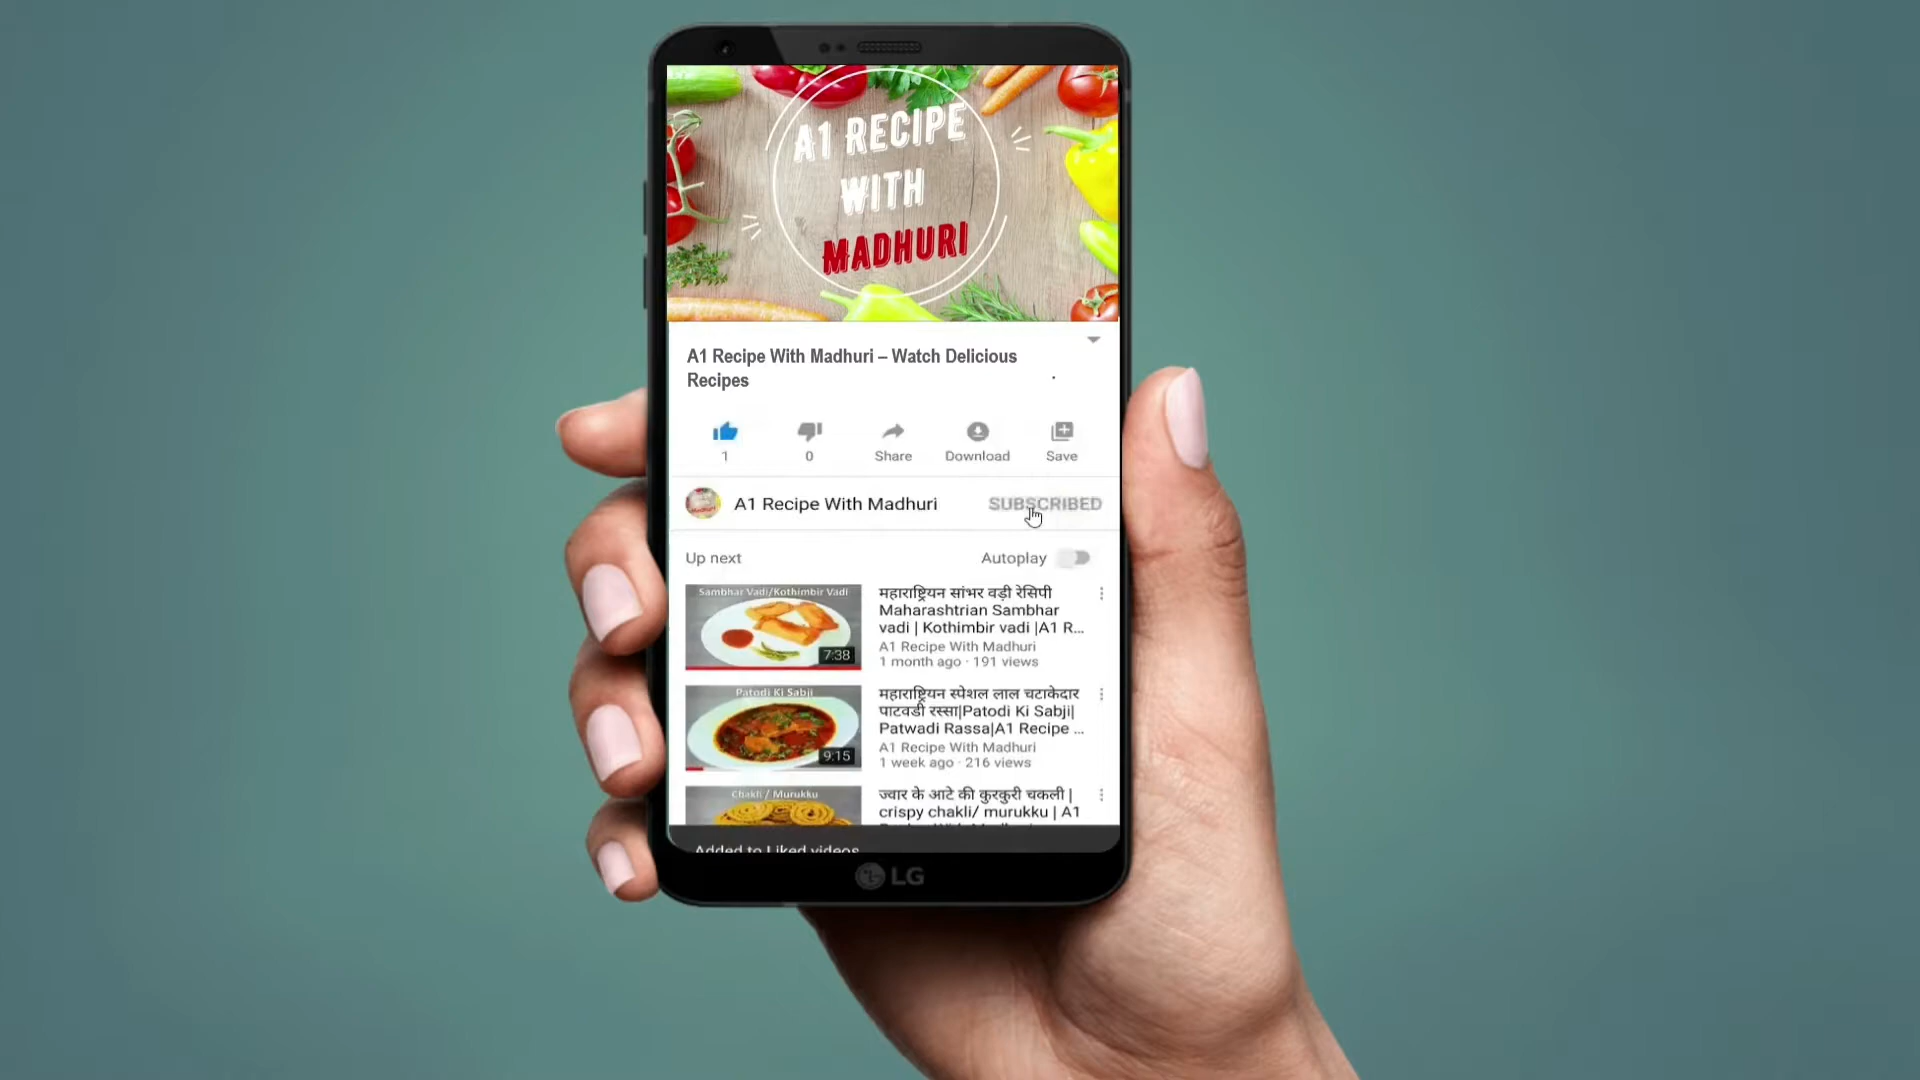 A1 RECIPE
WITH
MADHURI
A1 Recipe With Madhuri – Watch Delicious
Recipes
1
0
Share
Download
Save
A1 Recipe With Madhuri
SUBSCRIBED
Up next
Autoplay
Sambhar Vadi/Kothimbir Vadi
7:38
महाराष्ट्रियन सांभर वड़ी रेसिपी
Maharashtrian Sambhar
vadi | Kothimbir vadi |A1 R...
A1 Recipe With Madhuri
1 month ago · 191 views
Patodi Ki Sabji
9:15
महाराष्ट्रियन स्पेशल लाल चटाकेदार
पाटवडी रस्सा|Patodi Ki Sabji|
Patwadi Rassa|A1 Recipe ...
A1 Recipe With Madhuri
1 week ago · 216 views
Chakli / Murukku
ज्वार के आटे की कुरकुरी चकली |
crispy chakli/ murukku | A1
Added to Liked videos
LG